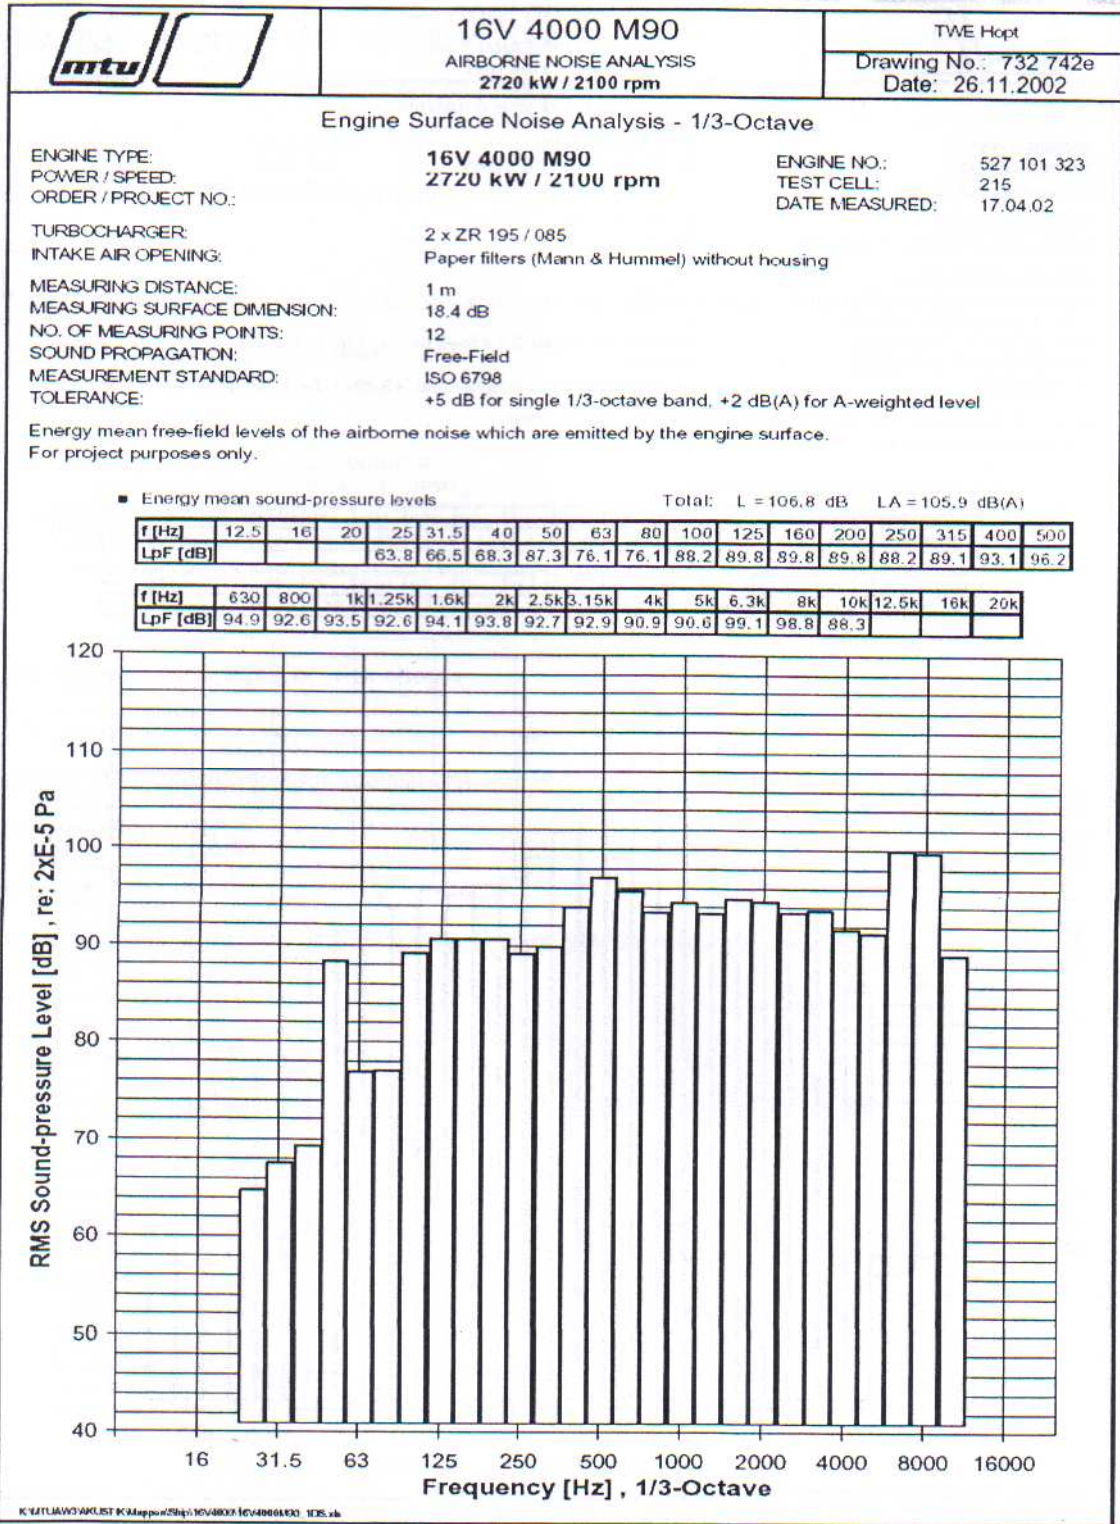 mtu
16V 4000 M90
AIRBORNE NOISE ANALYSIS
2720 kW / 2100 rpm
TWE Hopt
Drawing No.: 732 742e
Date: 26.11.2002
Engine Surface Noise Analysis - 1/3-Octave
ENGINE TYPE: 16V 4000 M90 ENGINE NO.: 527 101 323
POWER / SPEED: 2720 kW / 2100 rpm TEST CELL: 215
ORDER / PROJECT NO.: DATE MEASURED: 17.04.02
TURBOCHARGER: 2 x ZR 195 / 085
INTAKE AIR OPENING: Paper filters (Mann & Hummel) without housing
MEASURING DISTANCE: 1 m
MEASURING SURFACE DIMENSION: 18.4 dB
NO. OF MEASURING POINTS: 12
SOUND PROPAGATION: Free-Field
MEASUREMENT STANDARD: ISO 6798
TOLERANCE: +5 dB for single 1/3-octave band, +2 dB(A) for A-weighted level
Energy mean free-field levels of the airborne noise which are emitted by the engine surface.
For project purposes only.
■ Energy mean sound-pressure levels Total: L = 106.8 dB LA = 105.9 dB(A)
f [Hz] 12.5 16 20 25 31.5 40 50 63 80 100 125 160 200 250 315 400 500
LpF [dB] 63.8 66.5 68.3 87.3 76.1 76.1 88.2 89.8 89.8 89.8 88.2 89.1 93.1 96.2
f [Hz] 630 800 1k 1.25k 1.6k 2k 2.5k 3.15k 4k 5k 6.3k 8k 10k 12.5k 16k 20k
LpF [dB] 94.9 92.6 93.5 92.6 94.1 93.8 92.7 92.9 90.9 90.6 99.1 98.8 88.3
RMS Sound-pressure Level [dB] , re: 2xE-5 Pa
120
110
100
90
80
70
60
50
40
16 31.5 63 125 250 500 1000 2000 4000 8000 16000
Frequency [Hz] , 1/3-Octave